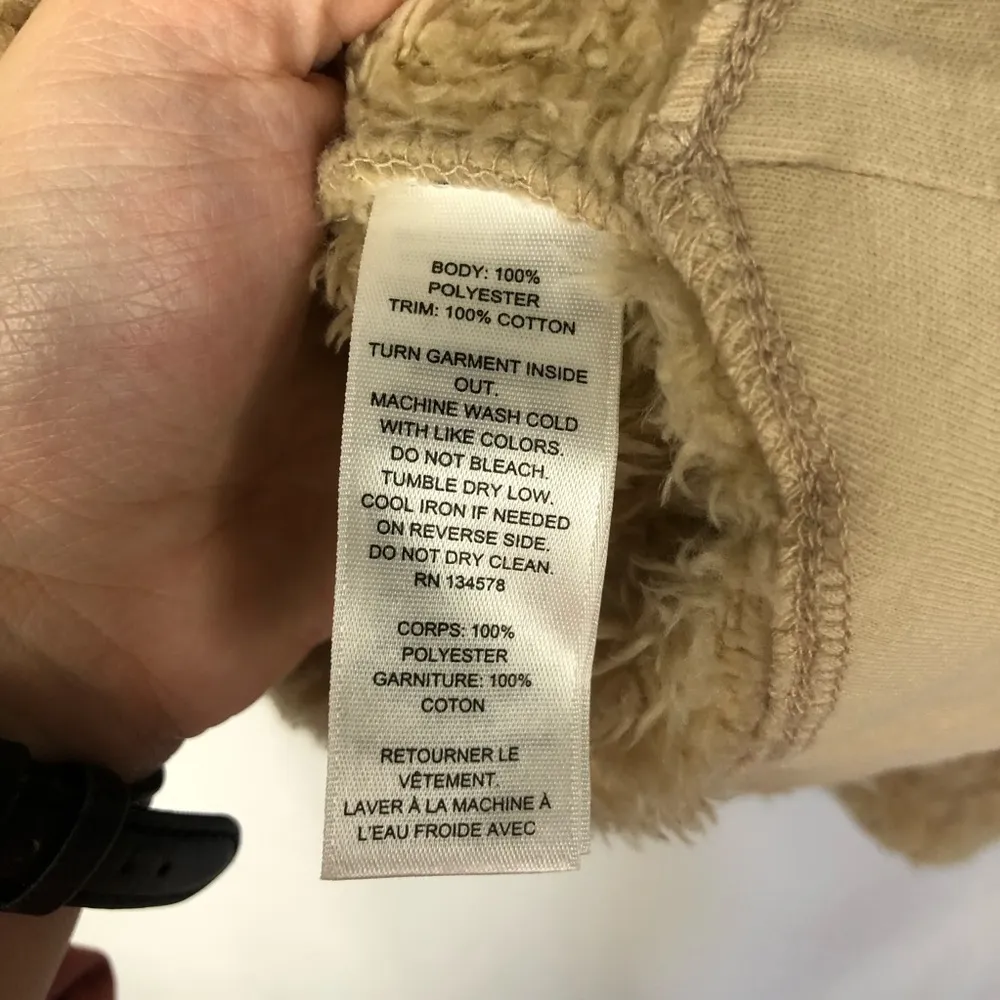 BODY: 100%
POLYESTER
TRIM: 100% COTTON
TURN GARMENT INSIDE
OUT.
MACHINE WASH COLD
WITH LIKE COLORS.
DO NOT BLEACH.
TUMBLE DRY LOW.
COOL IRON IF NEEDED
ON REVERSE SIDE.
DO NOT DRY CLEAN.
RN 134578
CORPS: 100%
POLYESTER
GARNITURE: 100%
COTON
RETOURNER LE
VÊTEMENT.
LAVER À LA MACHINE À
L'EAU FROIDE AVEC